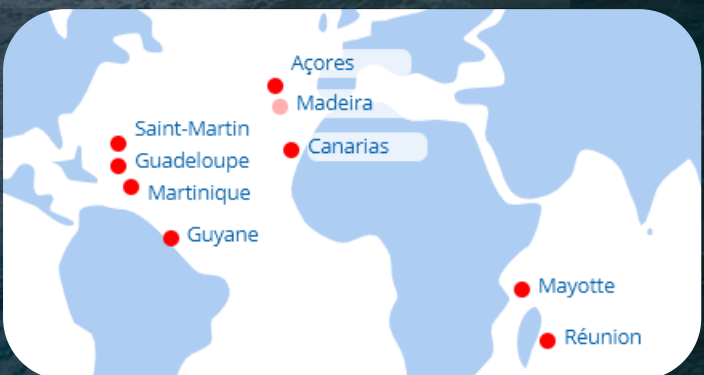 Açores
Madeira
Saint-Martin
Canarias
Guadeloupe
Martinique
Guyane
Mayotte
Réunion